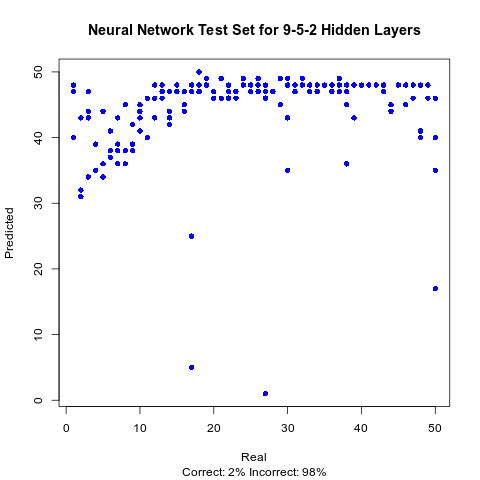 Neural Network Test Set for 9-5-2 Hidden Layers
Predicted
50
40
30
20
10
0
0 10 20 30 40 50
Real
Correct: 2% Incorrect: 98%